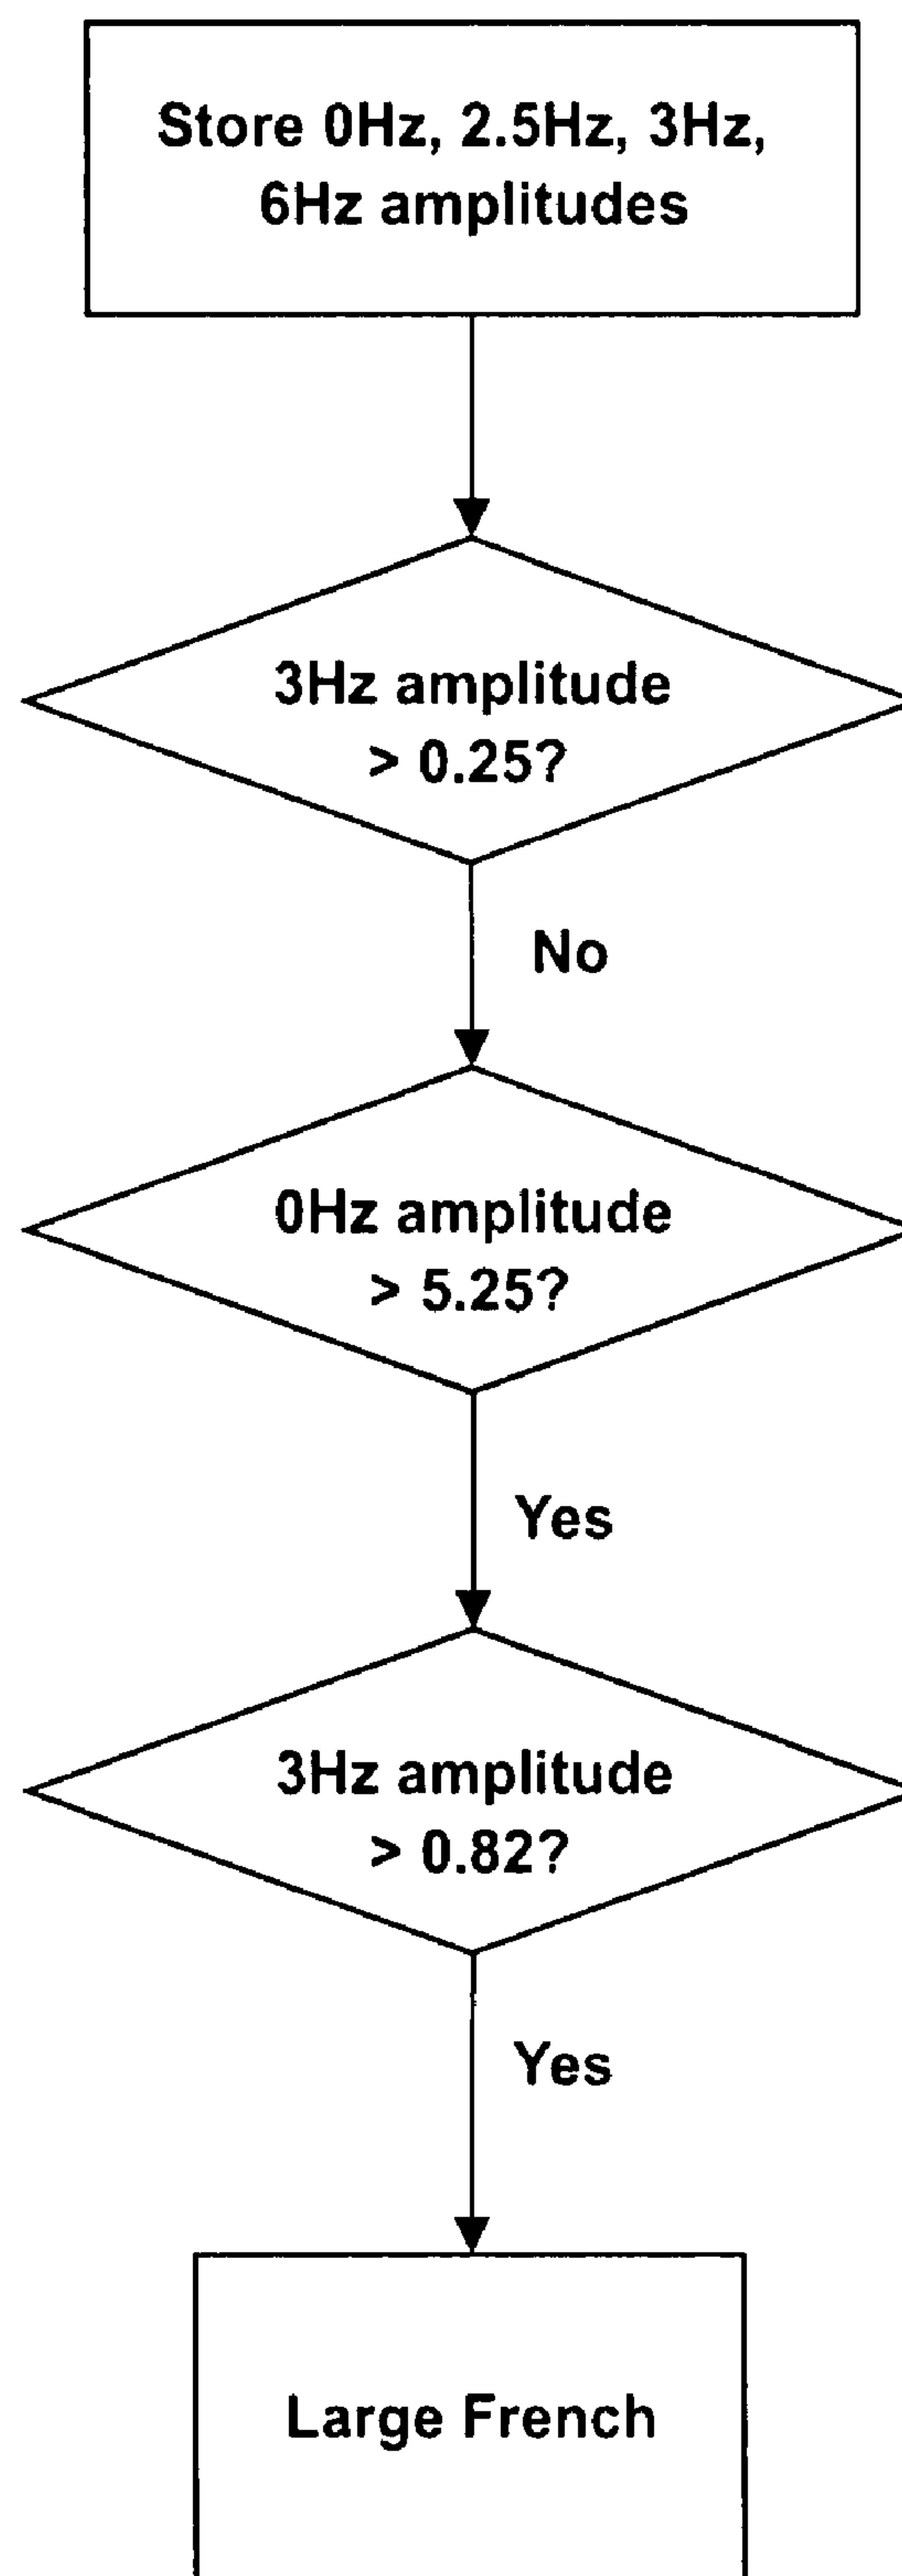 Store 0Hz, 2.5Hz, 3Hz,
6Hz amplitudes
3Hz amplitude
> 0.25?
No
0Hz amplitude
> 5.25?
Yes
3Hz amplitude
> 0.82?
Yes
Large French